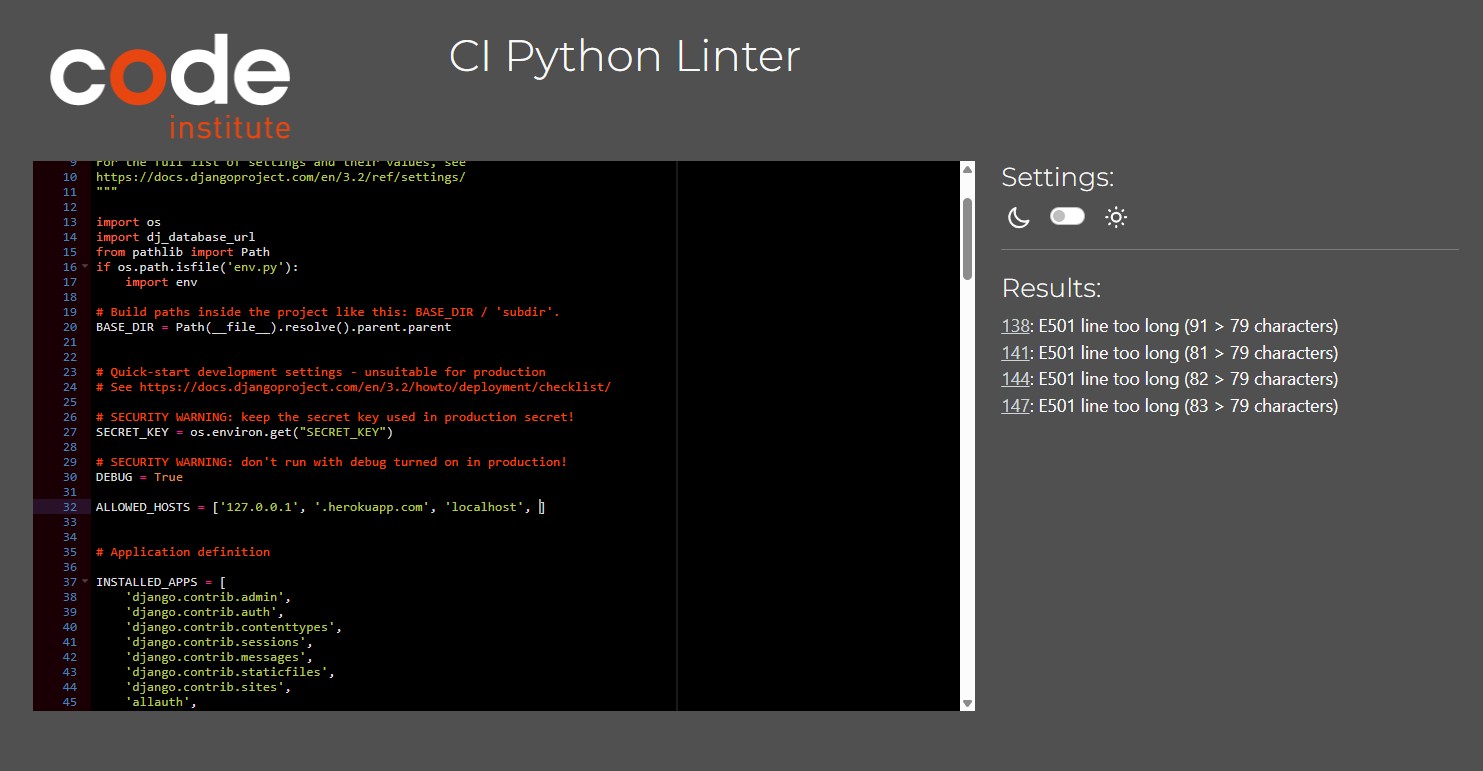 code
institute
CI Python Linter
9 For the full list of settings and their values, see
10 https://docs.djangoproject.com/en/3.2/ref/settings/
11 """
12
13 import os
14 import dj_database_url
15 from pathlib import Path
16 if os.path.isfile('env.py'):
17     import env
18
19 # Build paths inside the project like this: BASE_DIR / 'subdir'.
20 BASE_DIR = Path(__file__).resolve().parent.parent
21
22
23 # Quick-start development settings - unsuitable for production
24 # See https://docs.djangoproject.com/en/3.2/howto/deployment/checklist/
25
26 # SECURITY WARNING: keep the secret key used in production secret!
27 SECRET_KEY = os.environ.get("SECRET_KEY")
28
29 # SECURITY WARNING: don't run with debug turned on in production!
30 DEBUG = True
31
32 ALLOWED_HOSTS = ['127.0.0.1', '.herokuapp.com', 'localhost', ]
33
34
35 # Application definition
36
37 INSTALLED_APPS = [
38     'django.contrib.admin',
39     'django.contrib.auth',
40     'django.contrib.contenttypes',
41     'django.contrib.sessions',
42     'django.contrib.messages',
43     'django.contrib.staticfiles',
44     'django.contrib.sites',
45     'allauth',
Settings:
Results:
138: E501 line too long (91 > 79 characters)
141: E501 line too long (81 > 79 characters)
144: E501 line too long (82 > 79 characters)
147: E501 line too long (83 > 79 characters)